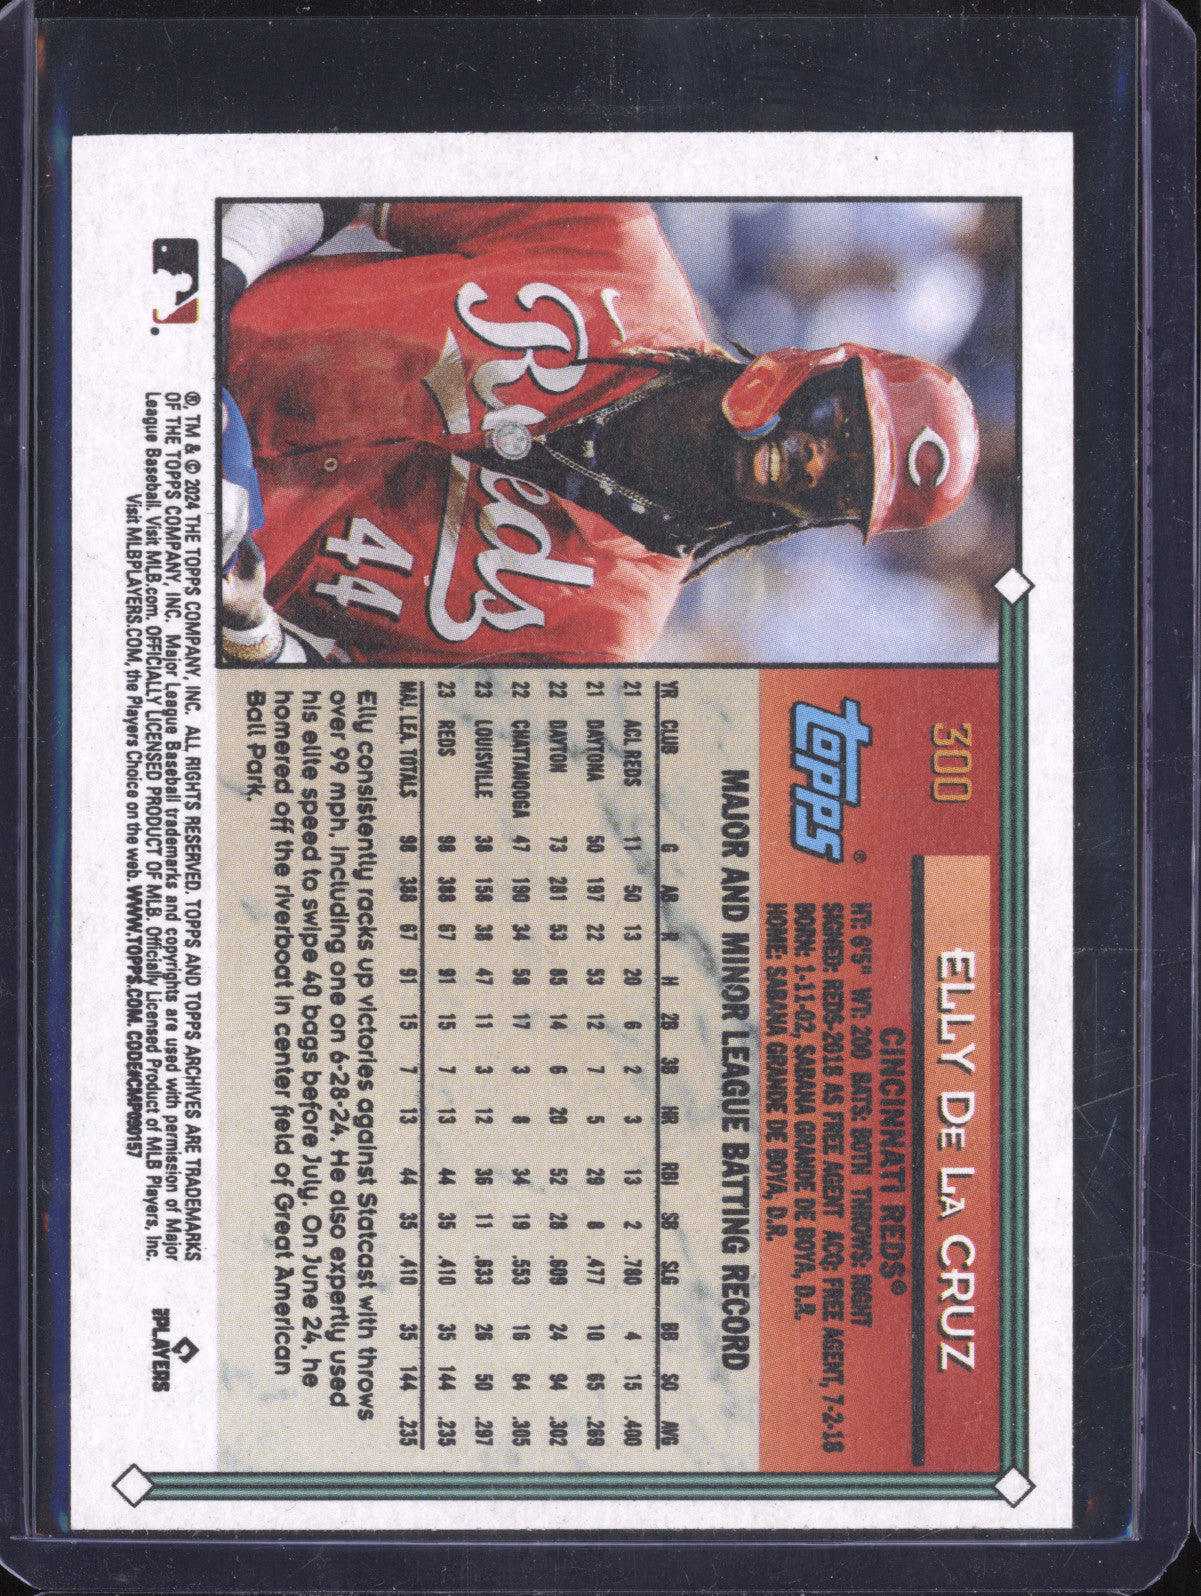 300
ELLY DE LA CRUZ
CINCINNATI REDS®
topps®
HT: 6'5" WT: 200 BATS: BOTH THROWS: RIGHT
SIGNED: REDS-2018 AS FREE AGENT ACQ: FREE AGENT, 7-2-18
BORN: 1-11-02, SABANA GRANDE DE BOYA, D.R.
HOME: SABANA GRANDE DE BOYA, D.R.
MAJOR AND MINOR LEAGUE BATTING RECORD
YR CLUB G AB R H 2B 3B HR RBI SB SLG BB SO AVG
21 ACL REDS 11 50 13 20 6 2 3 13 2 .780 4 15 .400
21 DAYTONA 50 197 22 53 12 7 5 29 8 .477 10 65 .269
22 DAYTON 73 281 53 85 14 6 20 52 28 .609 24 94 .302
22 CHATTANOOGA 47 190 34 58 17 3 8 34 19 .553 16 64 .305
23 LOUISVILLE 38 158 38 47 11 3 12 36 11 .633 26 50 .297
23 REDS 98 388 67 91 15 7 13 44 35 .410 35 144 .235
MAJ. LEA. TOTALS 98 388 67 91 15 7 13 44 35 .410 35 144 .235
Elly consistently racks up victories against Statcast with throws
over 99 mph, including one on 6-28-24. He also expertly used
his elite speed to swipe 40 bags before July. On June 24, he
homered off the riverboat in center field of Great American
Ball Park.
C
Reds
44
®, TM & © 2024 THE TOPPS COMPANY, INC. ALL RIGHTS RESERVED. TOPPS AND TOPPS ARCHIVES ARE TRADEMARKS
OF THE TOPPS COMPANY, INC. Major League Baseball trademarks and copyrights are used with permission of Major
League Baseball. Visit MLB.com. OFFICIALLY LICENSED PRODUCT OF MLB. Officially Licensed Product of MLB Players, Inc.
Visit MLBPLAYERS.COM, the Players Choice on the web. WWW.TOPPS.COM. CODE#CMP090157
PLAYERS